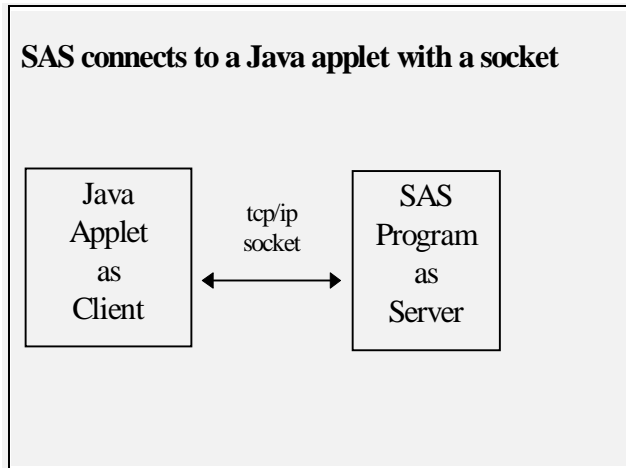 SAS connects to a Java applet with a socket
Java
Applet
as
Client
tcp/ip
socket
SAS
Program
as
Server